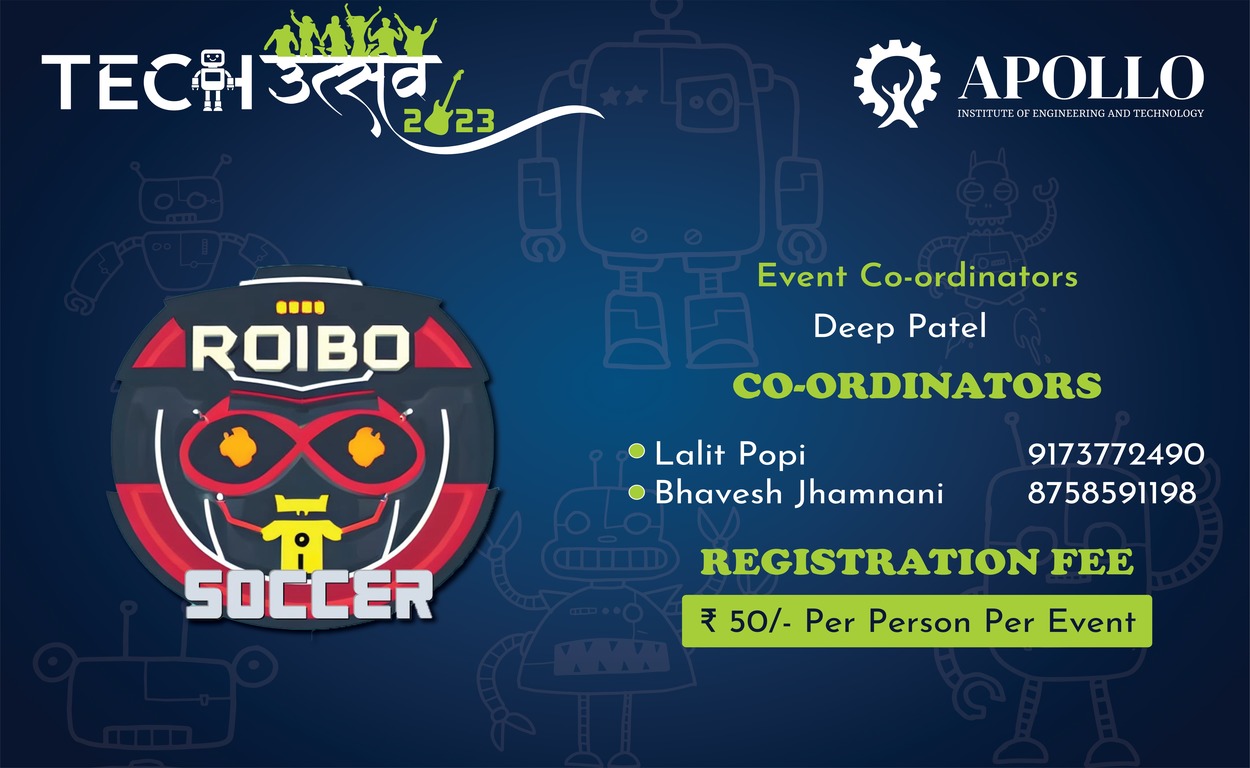 TECH उत्सव
2023
APOLLO
INSTITUTE OF ENGINEERING AND TECHNOLOGY
ROIBO
SOCCER
Event Co-ordinators
Deep Patel
CO-ORDINATORS
Lalit Popi 9173772490
Bhavesh Jhamnani 8758591198
REGISTRATION FEE
₹ 50/- Per Person Per Event